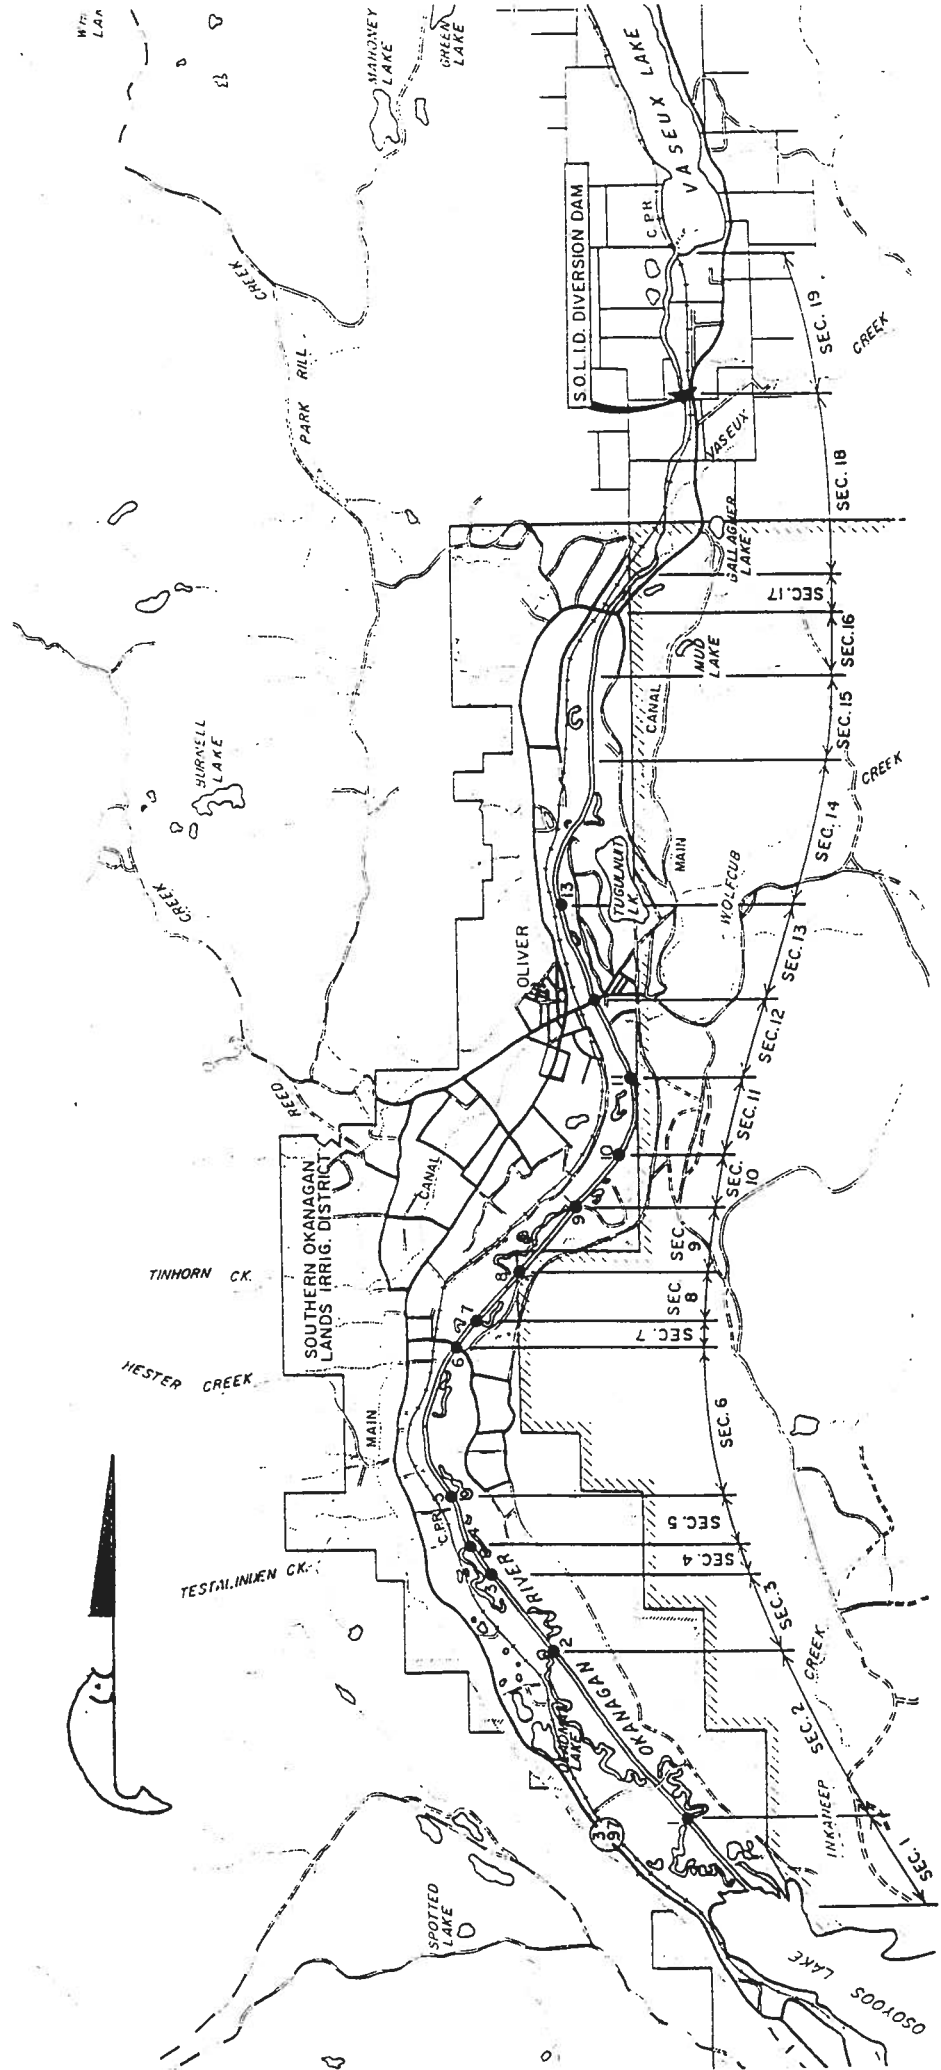 MAHONEY
LAKE
GREEN
LAKE
VASEUX LAKE
C.P.R.
S.O.L.I.D. DIVERSION DAM
CREEK
PARK RILL
SEC. 19
CREEK
VASEUX
SEC. 18
GALLAGHER
LAKE
SEC. 17
SEC. 16
MUD
LAKE
CANAL
SEC. 15
BURNELL
LAKE
CREEK
SEC. 14
MAIN
TUGULNUIT
LK.
13
WOLFCUB
CREEK
OLIVER
SEC. 13
SEC. 12
REED
SEC. 11
10
SEC.
10
CANAL
SOUTHERN OKANAGAN
LANDS IRRIG. DISTRICT
9
SEC.
9
TINHORN CK.
8
SEC.
8
7
SEC. 7
6
HESTER CREEK
SEC. 6
MAIN
5
C.P.R.
SEC. 5
4
SEC. 4
3
TESTALINDEN CK.
RIVER
SEC. 3
2
OKANAGAN
CREEK
SEC. 2
LAKE
INKANEEP
1
3
97
SEC. 1
SPOTTED
LAKE
OSOYOOS LAKE